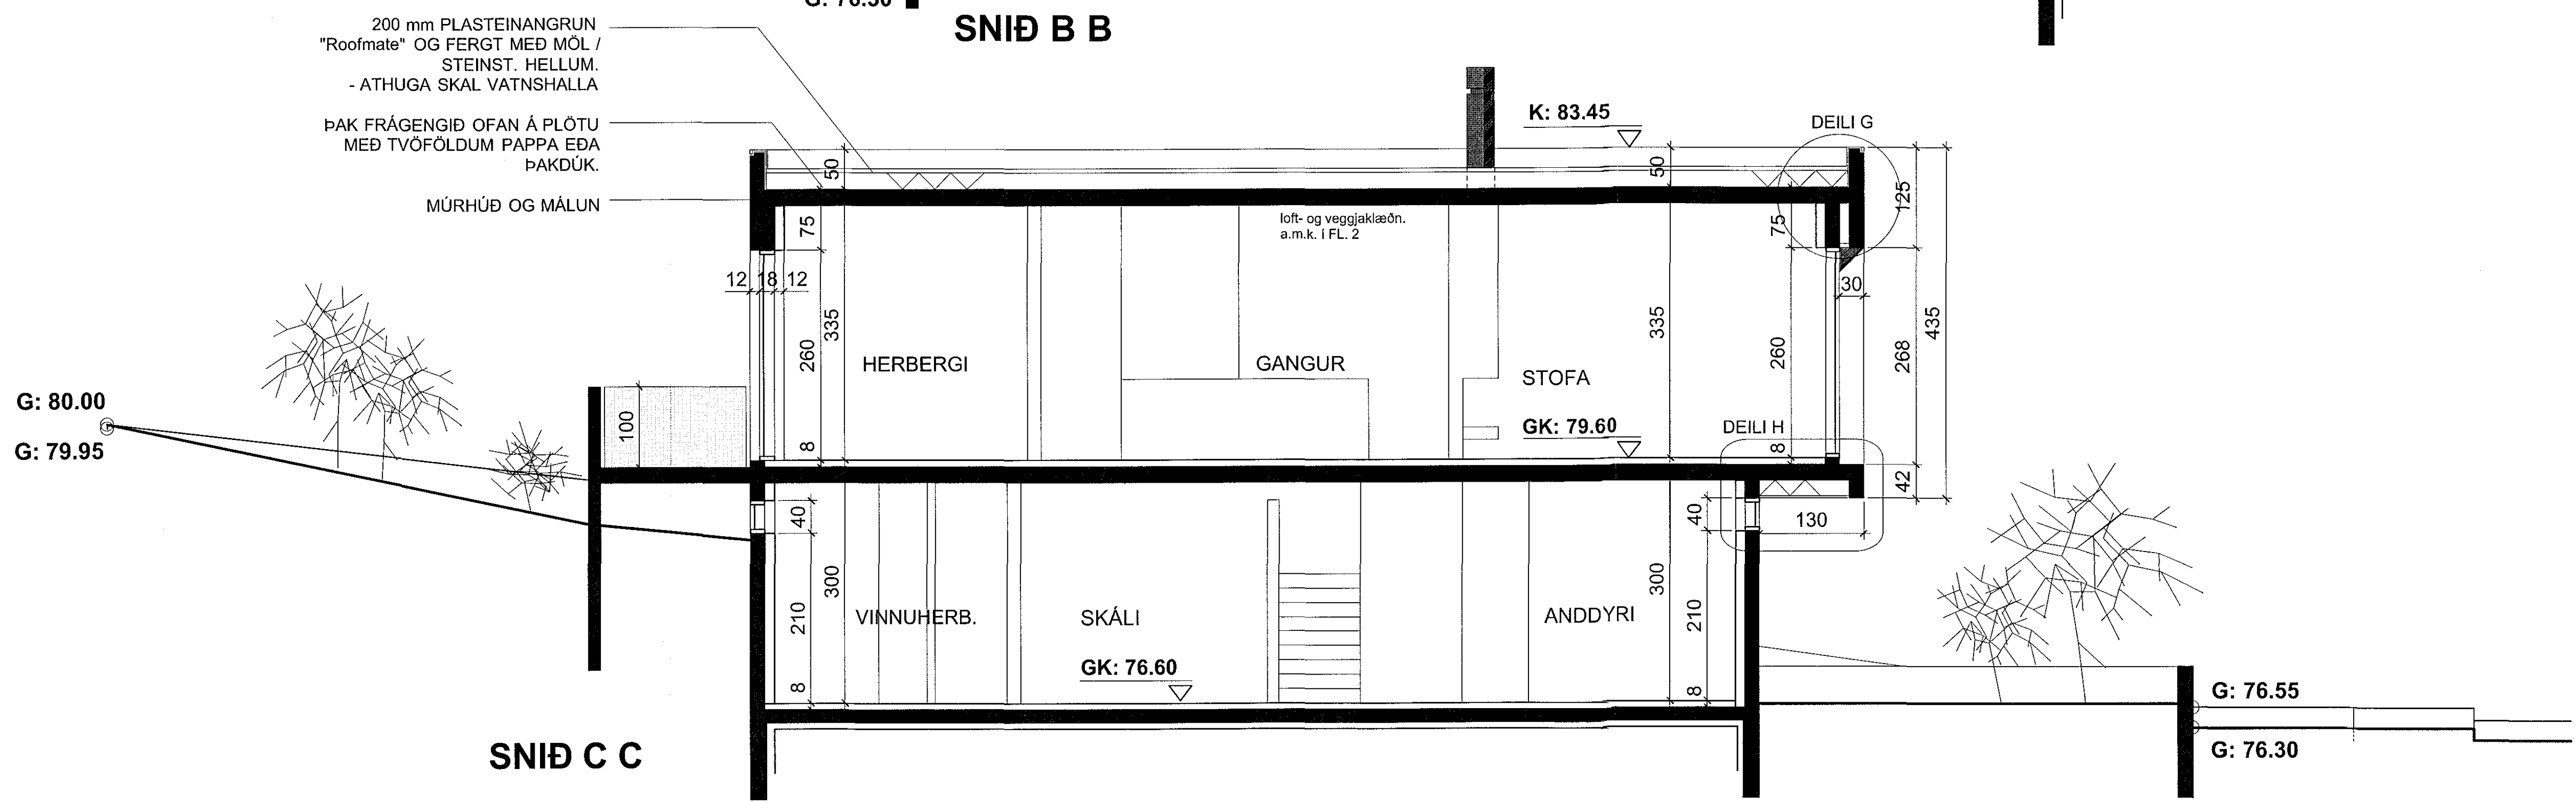 G: 76.30
SNIÐ B B
200 mm PLASTEINANGRUN
"Roofmate" OG FERGT MEÐ MÖL /
STEINST. HELLUM.
- ATHUGA SKAL VATNSHALLA
ÞAK FRÁGENGIÐ OFAN Á PLÖTU
MEÐ TVÖFÖLDUM PAPPA EÐA
ÞAKDÚK.
MÚRHÚÐ OG MÁLUN
K: 83.45
DEILI G
50
50
125
75
loft- og veggjaklæðn.
a.m.k. í FL. 2
75
12
18
12
30
335
335
435
260
260
268
HERBERGI
GANGUR
STOFA
G: 80.00
G: 79.95
100
GK: 79.60
DEILI H
8
8
42
40
40
130
300
300
210
210
VINNUHERB.
SKÁLI
ANDDYRI
GK: 76.60
8
8
G: 76.55
G: 76.30
SNIÐ C C